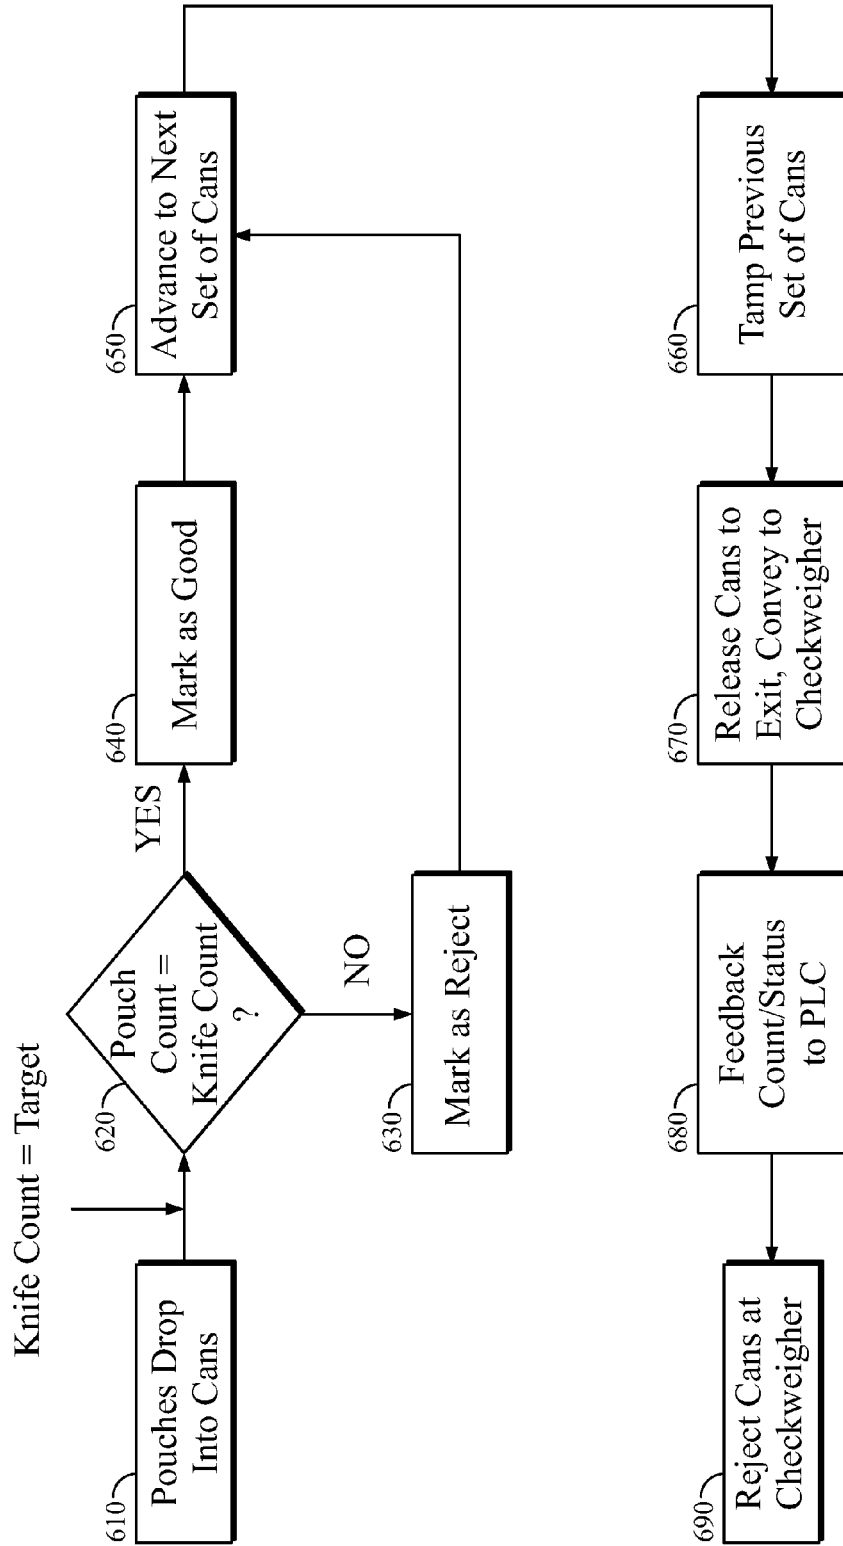 Knife Count = Target
610
Pouches Drop
Into Cans
620
Pouch
Count =
Knife Count
?
YES
NO
630
Mark as Reject
640
Mark as Good
650
Advance to Next
Set of Cans
660
Tamp Previous
Set of Cans
670
Release Cans to
Exit, Convey to
Checkweigher
680
Feedback
Count/Status
to PLC
690
Reject Cans at
Checkweigher